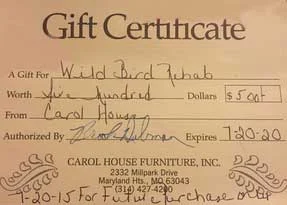 Gift Certificate
A Gift For Wild Bird Rehab
Worth five Hundred Dollars $500
From Carol House
Authorized By Expires 7-20-20
CAROL HOUSE FURNITURE, INC.
2332 Millpark Drive
Maryland Hts., MO 63043
(314) 427-4200
7-20-15 For Future purchase